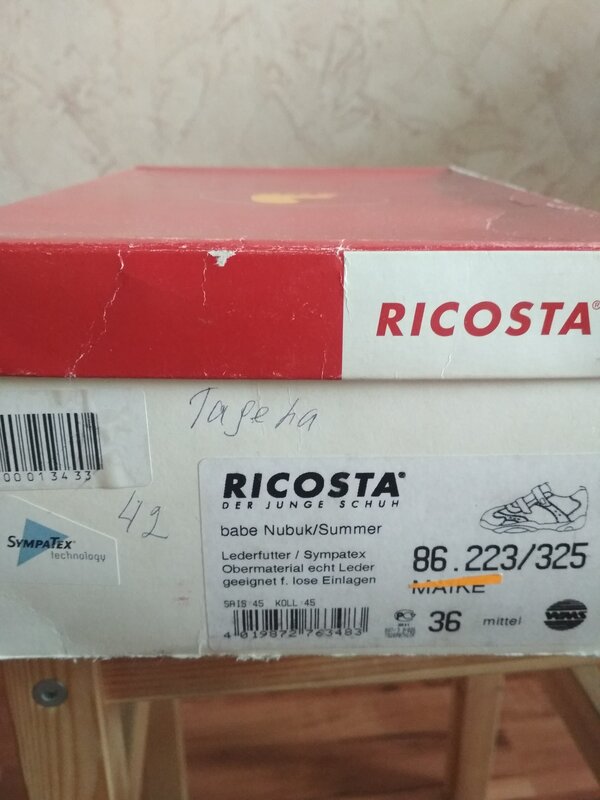 RICOSTA®
00013433
SYMPATEX®
technology
42
RICOSTA®
DER JUNGE SCHUH
babe Nubuk/Summer
Lederfutter / Sympatex
Obermaterial echt Leder
geeignet f. lose Einlagen
86.223/325
MAIKE
SAIS 45 KOLL 45
4 019872 763483
36 mittel
WMS